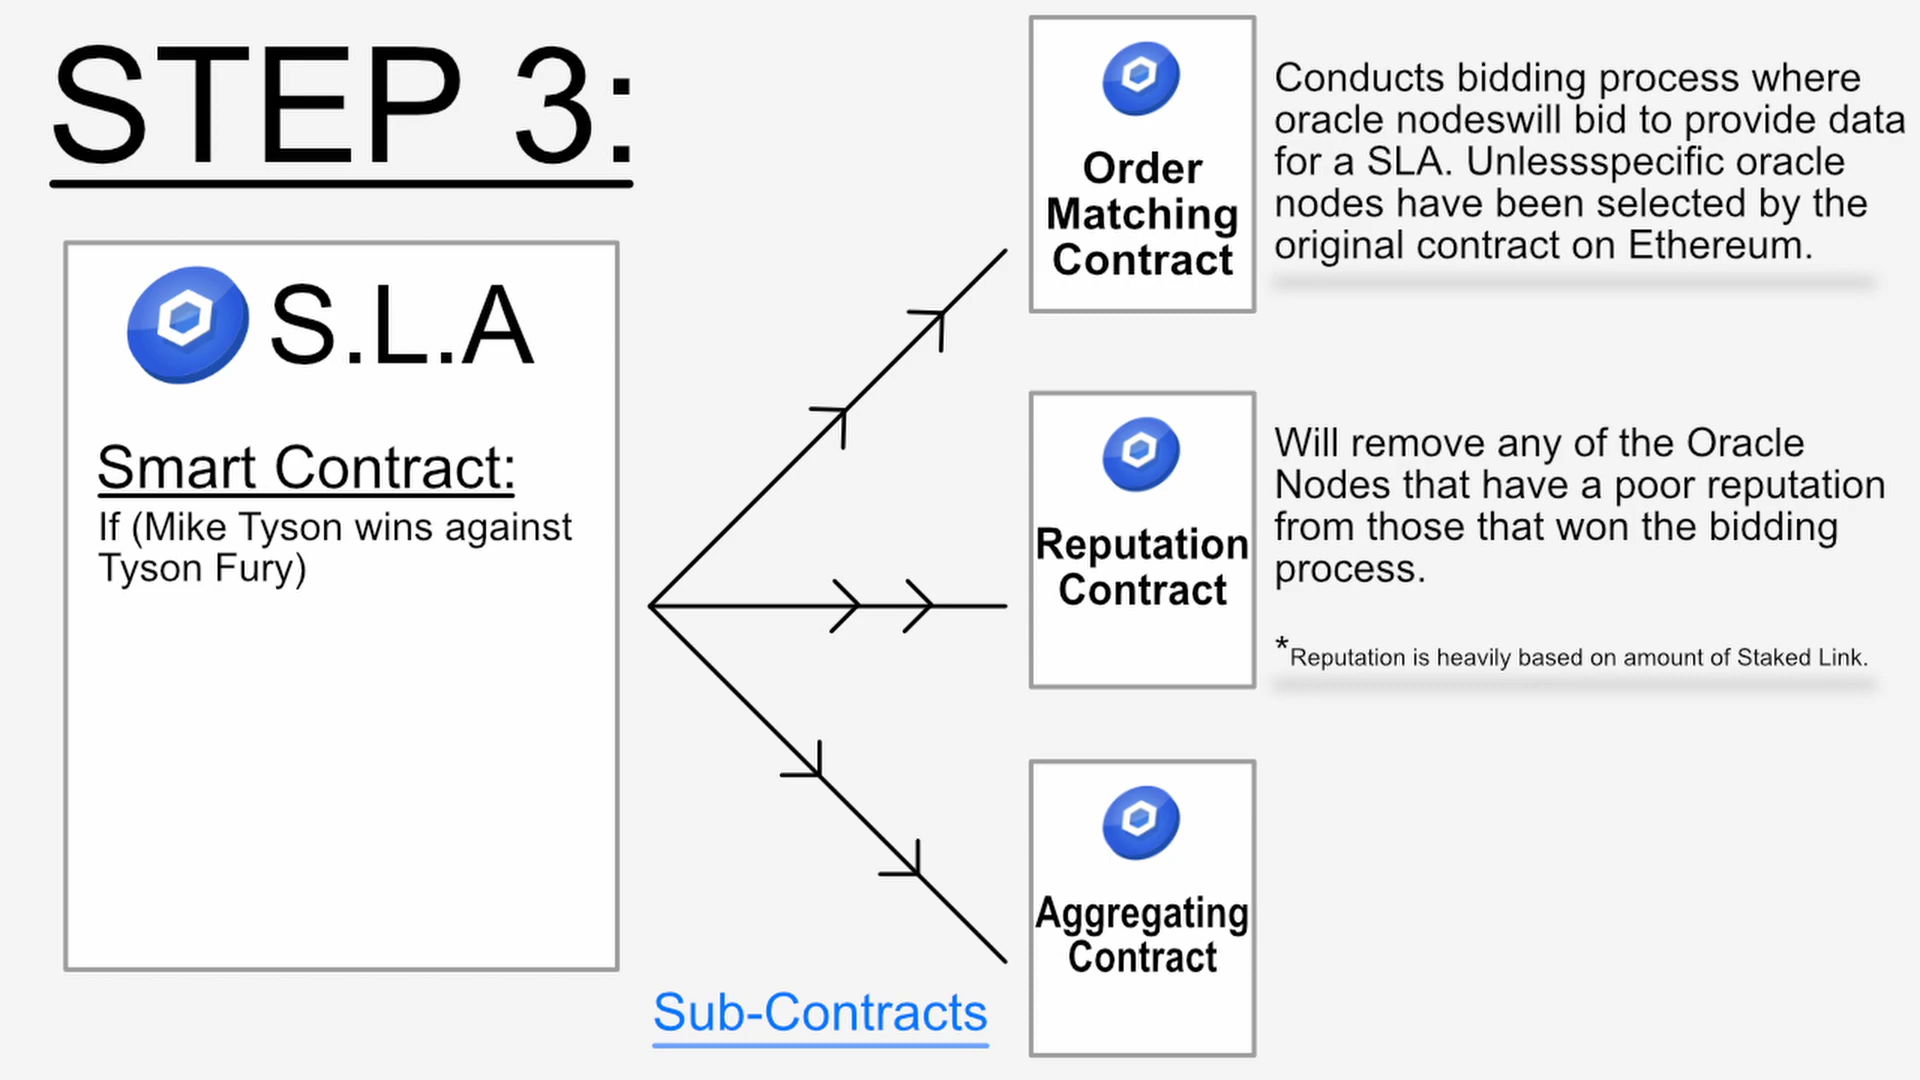 STEP 3:
S.L.A
Smart Contract:
If (Mike Tyson wins against
Tyson Fury)
Order
Matching
Contract
Conducts bidding process where
oracle nodeswill bid to provide data
for a SLA. Unlessspecific oracle
nodes have been selected by the
original contract on Ethereum.
Reputation
Contract
Will remove any of the Oracle
Nodes that have a poor reputation
from those that won the bidding
process.
*Reputation is heavily based on amount of Staked Link.
Aggregating
Contract
Sub-Contracts